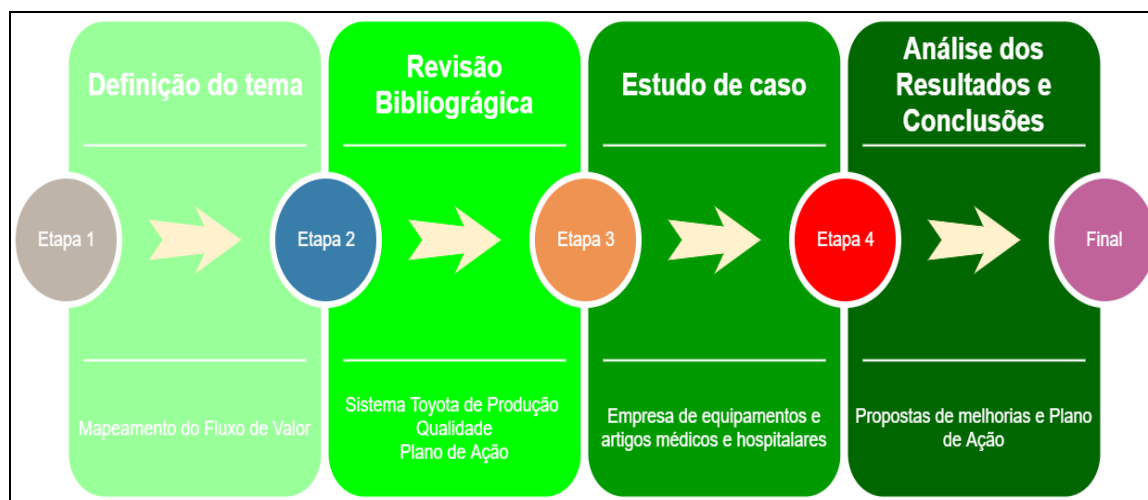 Definição do tema
Revisão
Bibliográgica
Estudo de caso
Análise dos
Resultados e
Conclusões
Etapa 1
Etapa 2
Etapa 3
Etapa 4
Final
Mapeamento do Fluxo de Valor
Sistema Toyota de Produção
Qualidade
Plano de Ação
Empresa de equipamentos e
artigos médicos e hospitalares
Propostas de melhorias e Plano
de Ação